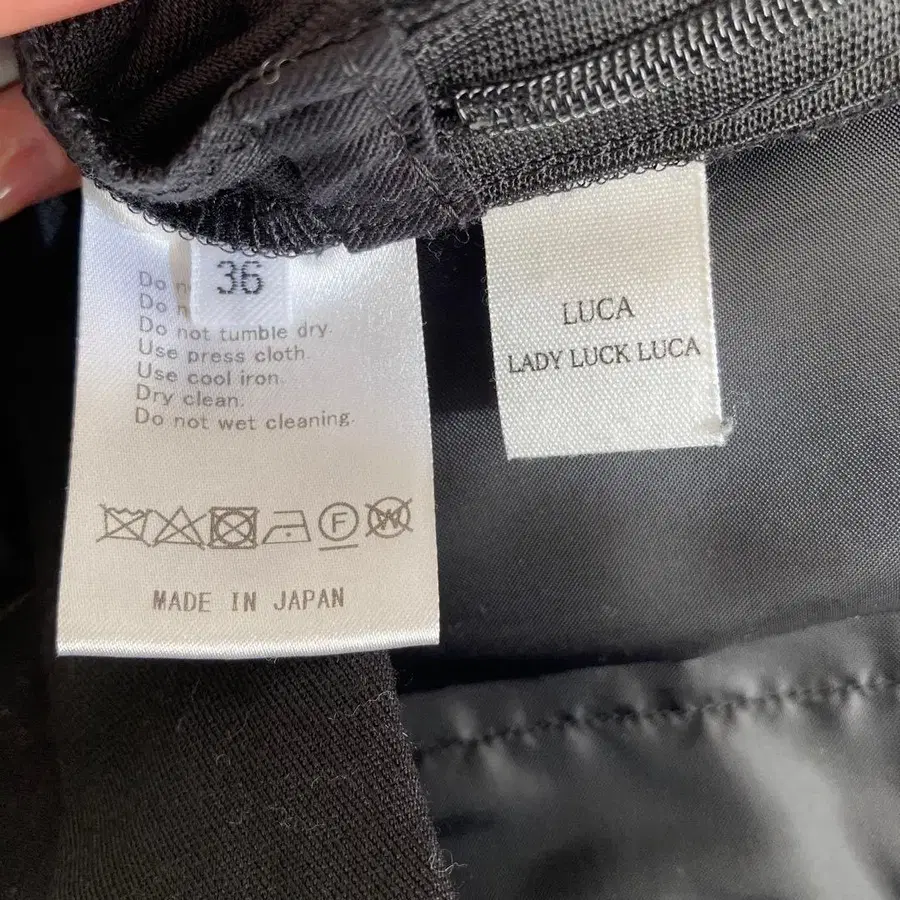 36
Do
Do
Do not tumble dry.
Use press cloth.
Use cool iron.
Dry clean.
Do not wet cleaning.
F
W
MADE IN JAPAN
LUCA
LADY LUCK LUCA